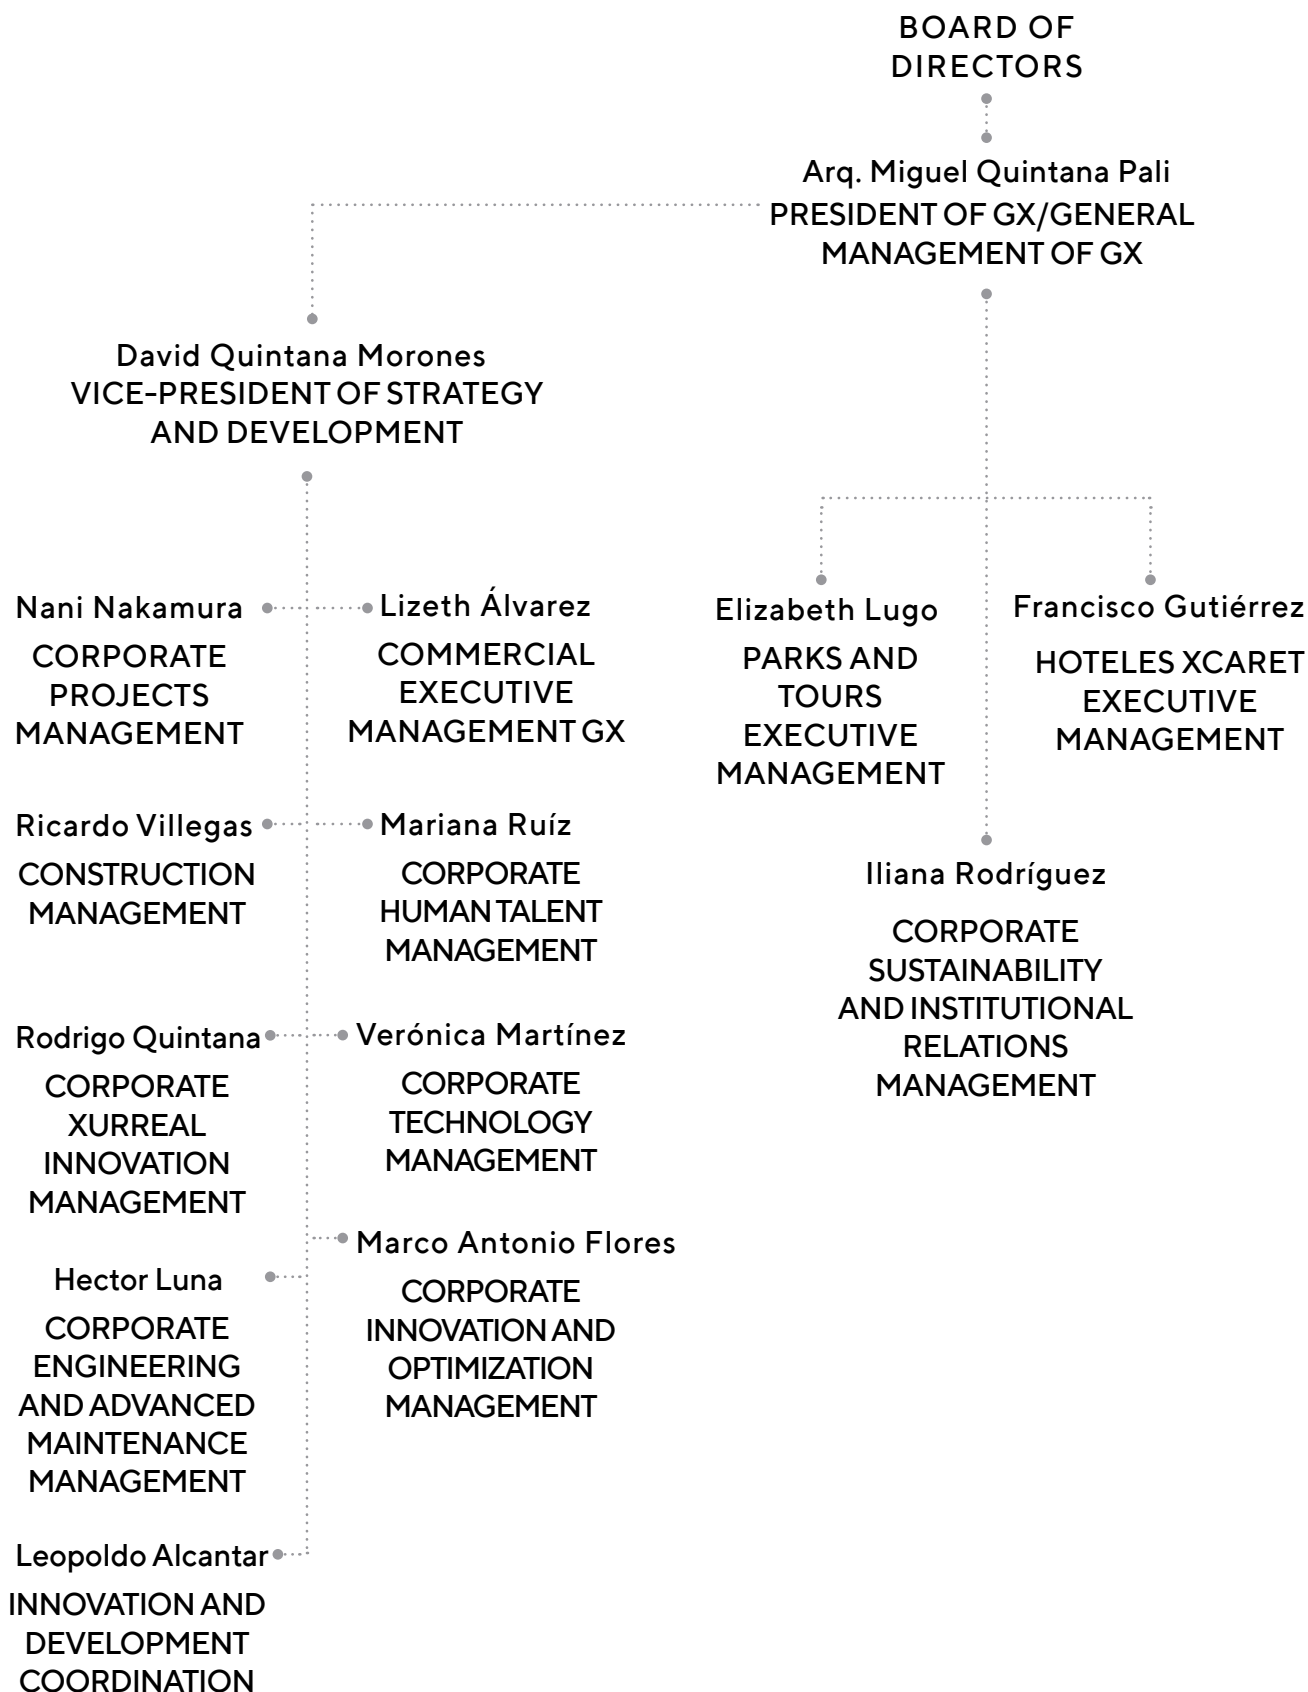 BOARD OF
DIRECTORS
Arq. Miguel Quintana Pali
PRESIDENT OF GX/GENERAL
MANAGEMENT OF GX
David Quintana Morones
VICE-PRESIDENT OF STRATEGY
AND DEVELOPMENT
Nani Nakamura
CORPORATE
PROJECTS
MANAGEMENT
Lizeth Álvarez
COMMERCIAL
EXECUTIVE
MANAGEMENT GX
Ricardo Villegas
CONSTRUCTION
MANAGEMENT
Mariana Ruíz
CORPORATE
HUMAN TALENT
MANAGEMENT
Rodrigo Quintana
CORPORATE
XURREAL
INNOVATION
MANAGEMENT
Verónica Martínez
CORPORATE
TECHNOLOGY
MANAGEMENT
Hector Luna
CORPORATE
ENGINEERING
AND ADVANCED
MAINTENANCE
MANAGEMENT
Marco Antonio Flores
CORPORATE
INNOVATION AND
OPTIMIZATION
MANAGEMENT
Leopoldo Alcantar
INNOVATION AND
DEVELOPMENT
COORDINATION
Elizabeth Lugo
PARKS AND
TOURS
EXECUTIVE
MANAGEMENT
Francisco Gutiérrez
HOTELES XCARET
EXECUTIVE
MANAGEMENT
Iliana Rodríguez
CORPORATE
SUSTAINABILITY
AND INSTITUTIONAL
RELATIONS
MANAGEMENT